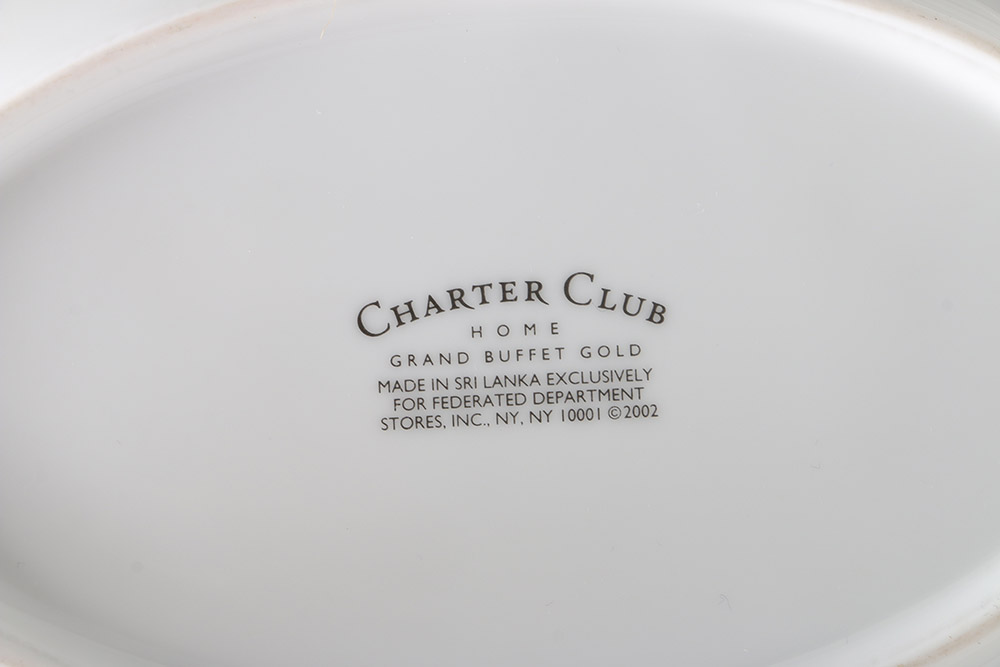 CHARTER CLUB
HOME
GRAND BUFFET GOLD
MADE IN SRI LANKA EXCLUSIVELY
FOR FEDERATED DEPARTMENT
STORES, INC., NY, NY 10001 ©2002